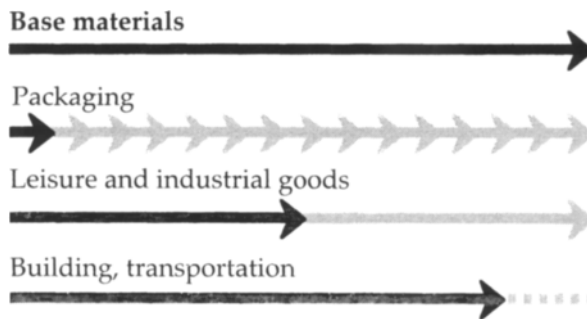 Base materials
Packaging
Leisure and industrial goods
Building, transportation